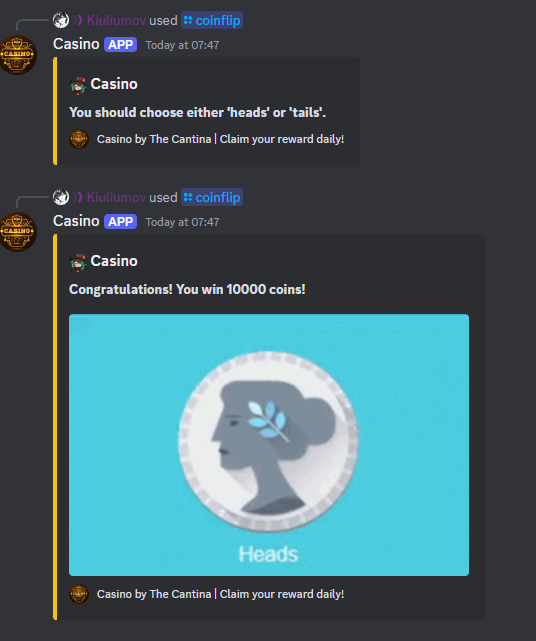 Kiuliumov used coinflip
Casino APP Today at 07:47
Casino
You should choose either 'heads' or 'tails'.
Casino by The Cantina | Claim your reward daily!
Kiuliumov used coinflip
Casino APP Today at 07:47
Casino
Congratulations! You win 10000 coins!
Heads
Casino by The Cantina | Claim your reward daily!